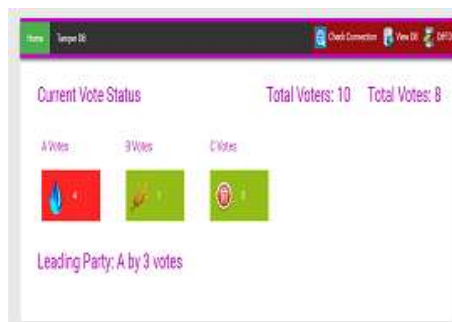 Home Tamper DB Check Connection View DB
Current Vote Status Total Voters: 10 Total Votes: 8
A Votes B Votes C Votes
4
Leading Party: A by 3 votes